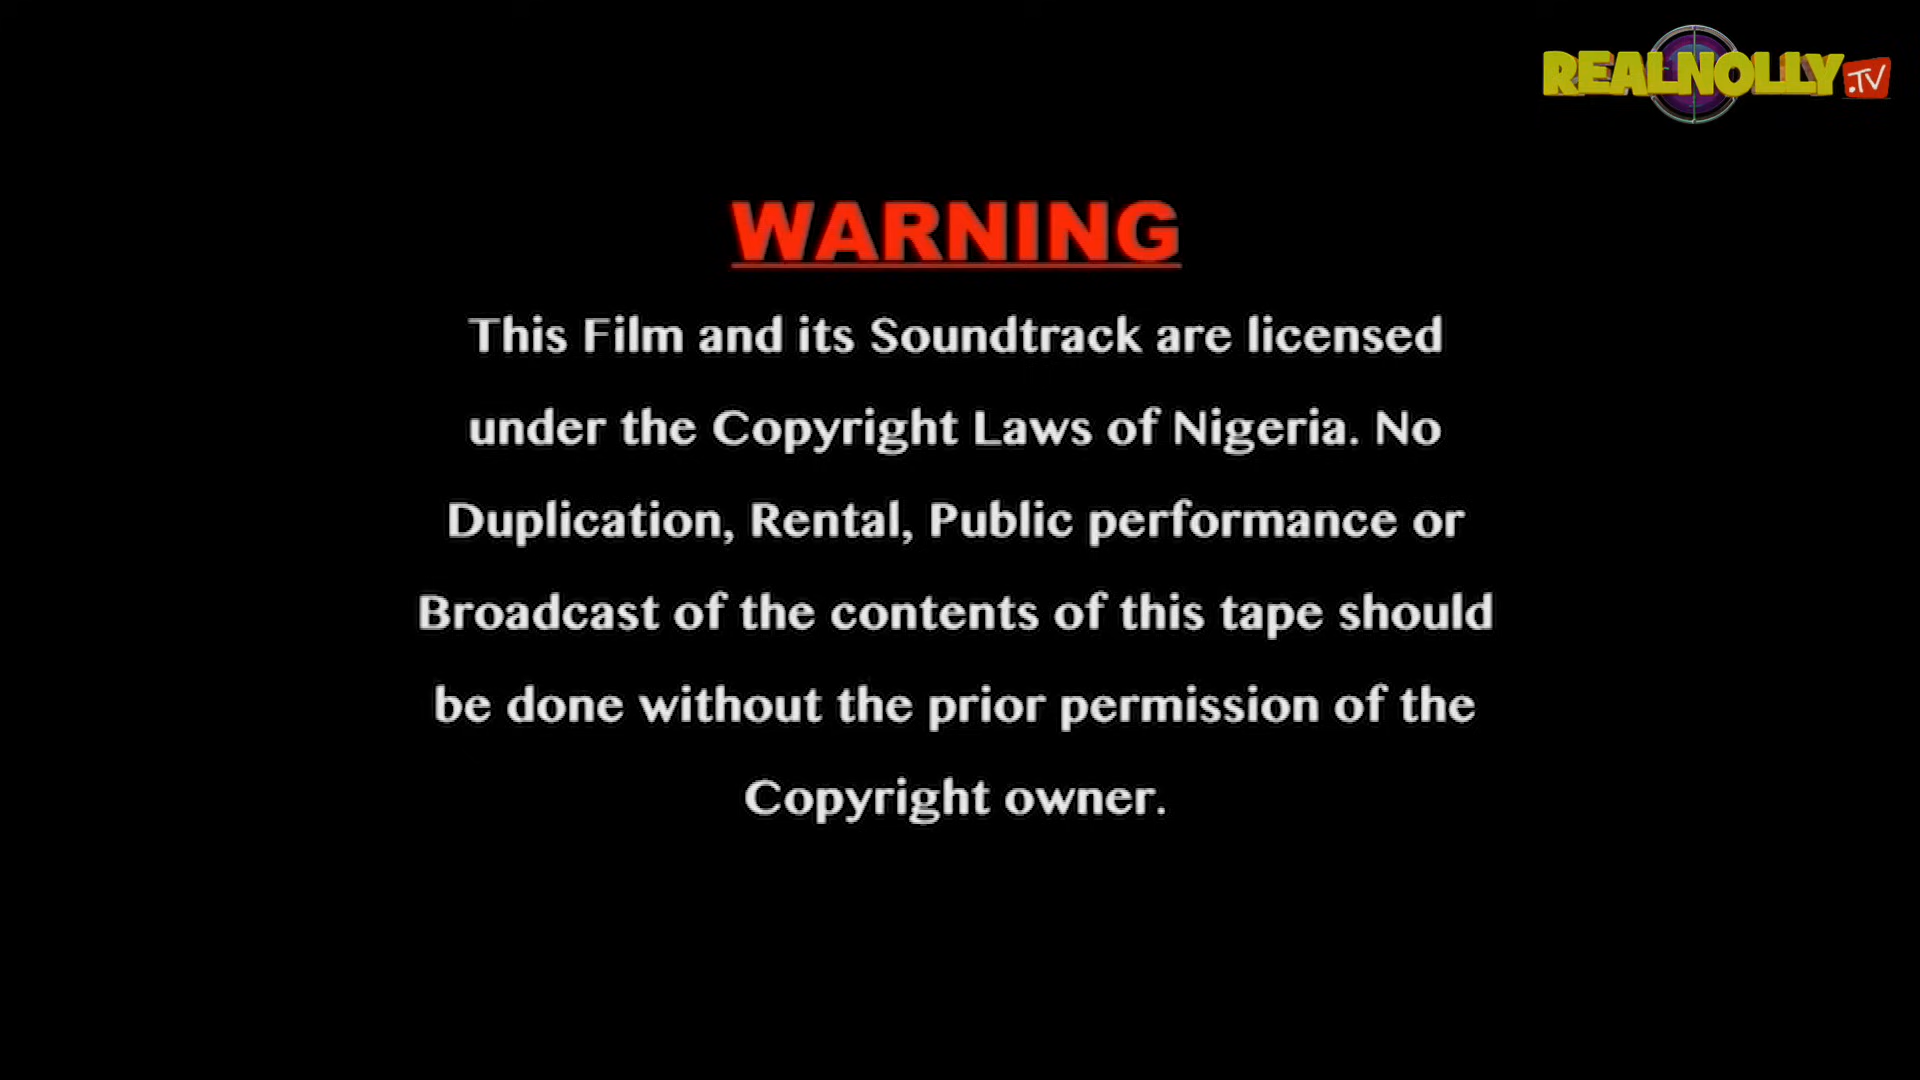 REALNOLLY.TV
WARNING
This Film and its Soundtrack are licensed
under the Copyright Laws of Nigeria. No
Duplication, Rental, Public performance or
Broadcast of the contents of this tape should
be done without the prior permission of the
Copyright owner.